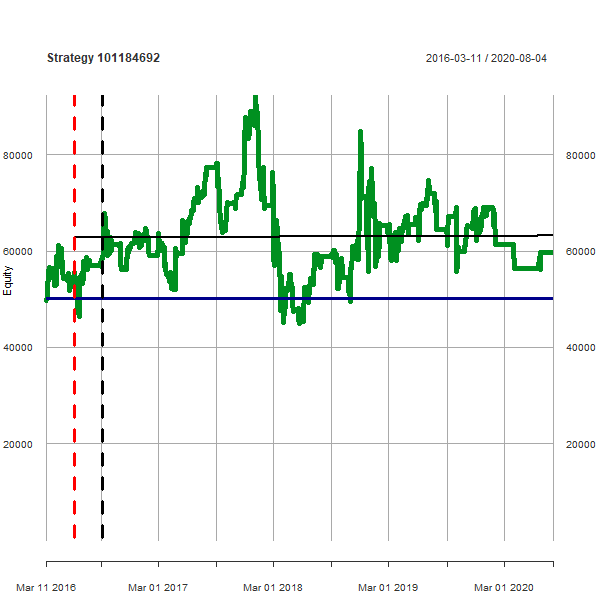 Strategy 101184692
2016-03-11 / 2020-08-04
80000
80000
60000
60000
Equity
40000
40000
20000
20000
Mar 11 2016
Mar 01 2017
Mar 01 2018
Mar 01 2019
Mar 01 2020